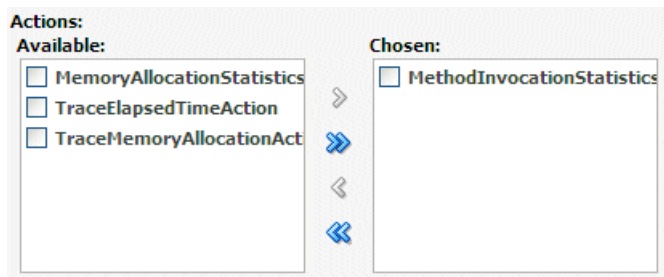 Actions:
Available:
Chosen:
MemoryAllocationStatistics
MethodInvocationStatistics
TraceElapsedTimeAction
TraceMemoryAllocationAct